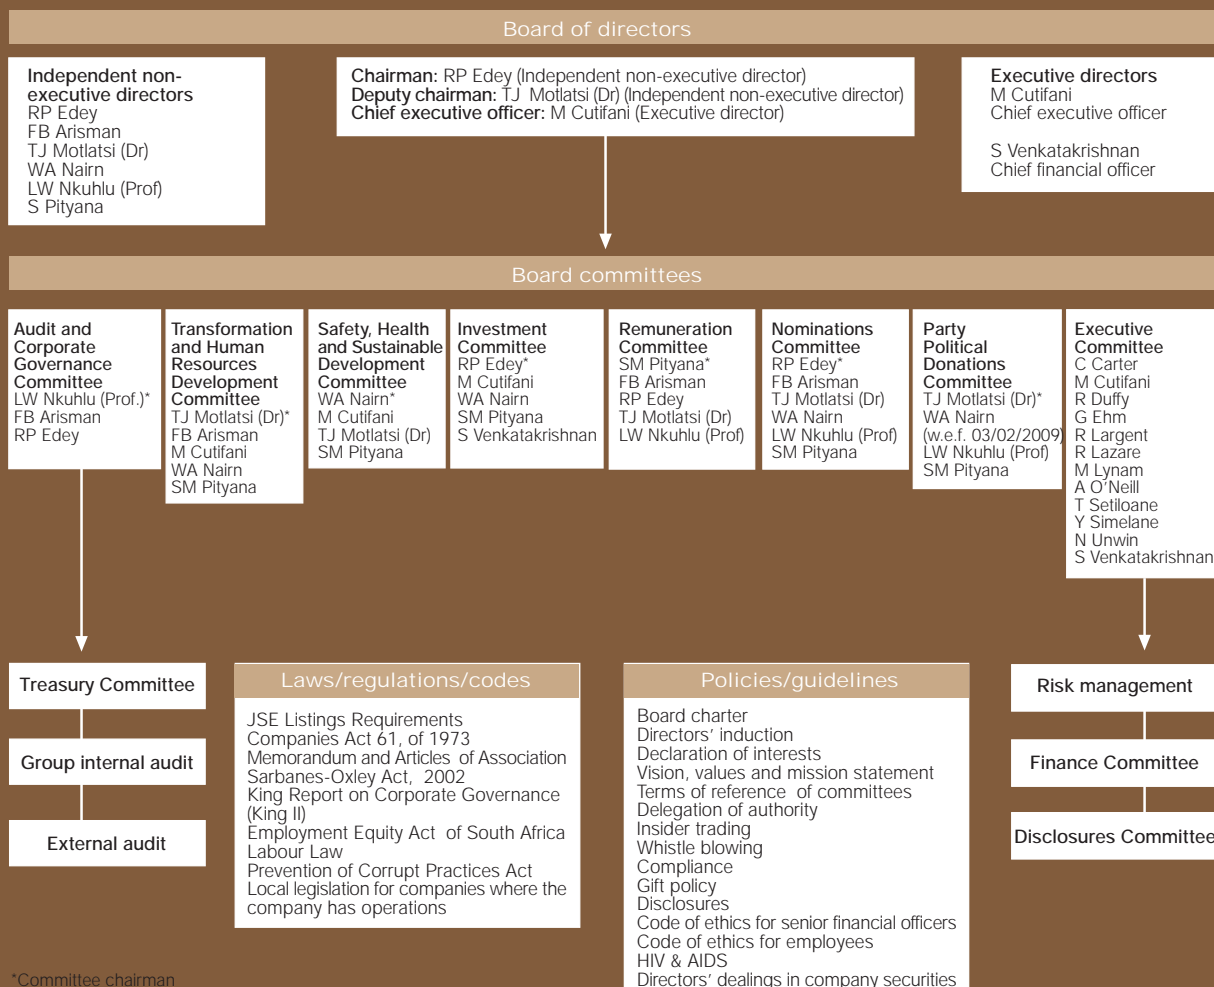 Board of directors
Independent non-
executive directors
RP Edey
FB Arisman
TJ Motlatsi (Dr)
WA Nairn
LW Nkuhlu (Prof)
S Pityana
Chairman: RP Edey (Independent non-executive director)
Deputy chairman: TJ Motlatsi (Dr) (Independent non-executive director)
Chief executive officer: M Cutifani (Executive director)
Executive directors
M Cutifani
Chief executive officer
S Venkatakrishnan
Chief financial officer
Board committees
Audit and
Corporate
Governance
Committee
LW Nkuhlu (Prof.)*
FB Arisman
RP Edey
Transformation
and Human
Resources
Development
Committee
TJ Motlatsi (Dr)*
FB Arisman
M Cutifani
WA Nairn
SM Pityana
Safety, Health
and Sustainable
Development
Committee
WA Nairn*
M Cutifani
TJ Motlatsi (Dr)
SM Pityana
Investment
Committee
RP Edey*
M Cutifani
WA Nairn
SM Pityana
S Venkatakrishnan
Remuneration
Committee
SM Pityana*
FB Arisman
RP Edey
TJ Motlatsi (Dr)
LW Nkuhlu (Prof)
Nominations
Committee
RP Edey*
FB Arisman
TJ Motlatsi (Dr)
WA Nairn
LW Nkuhlu (Prof)
SM Pityana
Party
Political
Donations
Committee
TJ Motlatsi (Dr)*
WA Nairn
(w.e.f. 03/02/2009)
LW Nkuhlu (Prof)
SM Pityana
Executive
Committee
C Carter
M Cutifani
R Duffy
G Ehm
R Largent
R Lazare
M Lynam
A O'Neill
T Setiloane
Y Simelane
N Unwin
S Venkatakrishnan
Treasury Committee
Group internal audit
External audit
Laws/regulations/codes
JSE Listings Requirements
Companies Act 61, of 1973
Memorandum and Articles of Association
Sarbanes-Oxley Act, 2002
King Report on Corporate Governance
(King II)
Employment Equity Act of South Africa
Labour Law
Prevention of Corrupt Practices Act
Local legislation for companies where the
company has operations
Policies/guidelines
Board charter
Directors' induction
Declaration of interests
Vision, values and mission statement
Terms of reference of committees
Delegation of authority
Insider trading
Whistle blowing
Compliance
Gift policy
Disclosures
Code of ethics for senior financial officers
Code of ethics for employees
HIV & AIDS
Directors' dealings in company securities
Risk management
Finance Committee
Disclosures Committee
*Committee chairman